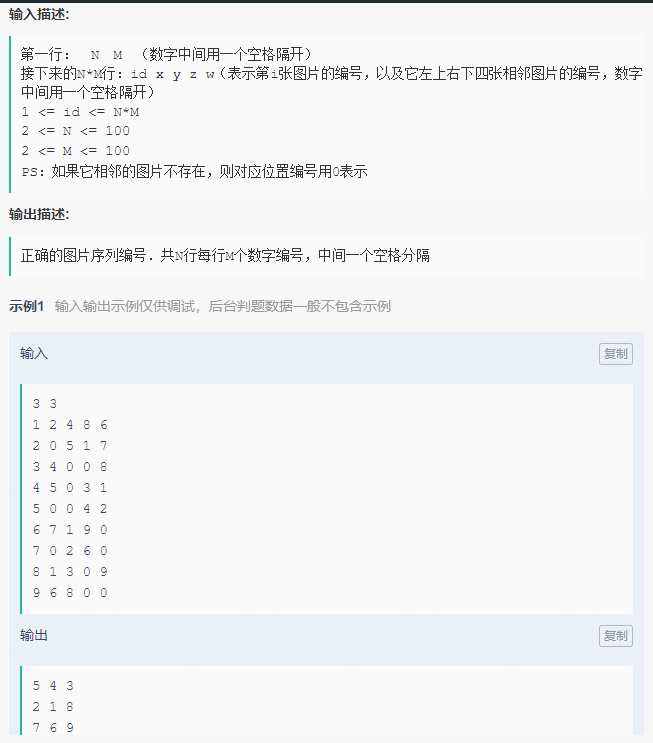 输入描述:
第一行: N M (数字中间用一个空格隔开)
接下来的N*M行: id x y z w(表示第i张图片的编号，以及它左上右下四张相邻图片的编号，数字
中间用一个空格隔开)
1 <= id <= N*M
2 <= N <= 100
2 <= M <= 100
PS: 如果它相邻的图片不存在，则对应位置编号用0表示
输出描述:
正确的图片序列编号. 共N行每行M个数字编号，中间一个空格分隔
示例1 输入输出示例仅供调试，后台判题数据一般不包含示例
输入 复制
3 3
1 2 4 8 6
2 0 5 1 7
3 4 0 0 8
4 5 0 3 1
5 0 0 4 2
6 7 1 9 0
7 0 2 6 0
8 1 3 0 9
9 6 8 0 0
输出 复制
5 4 3
2 1 8
7 6 9